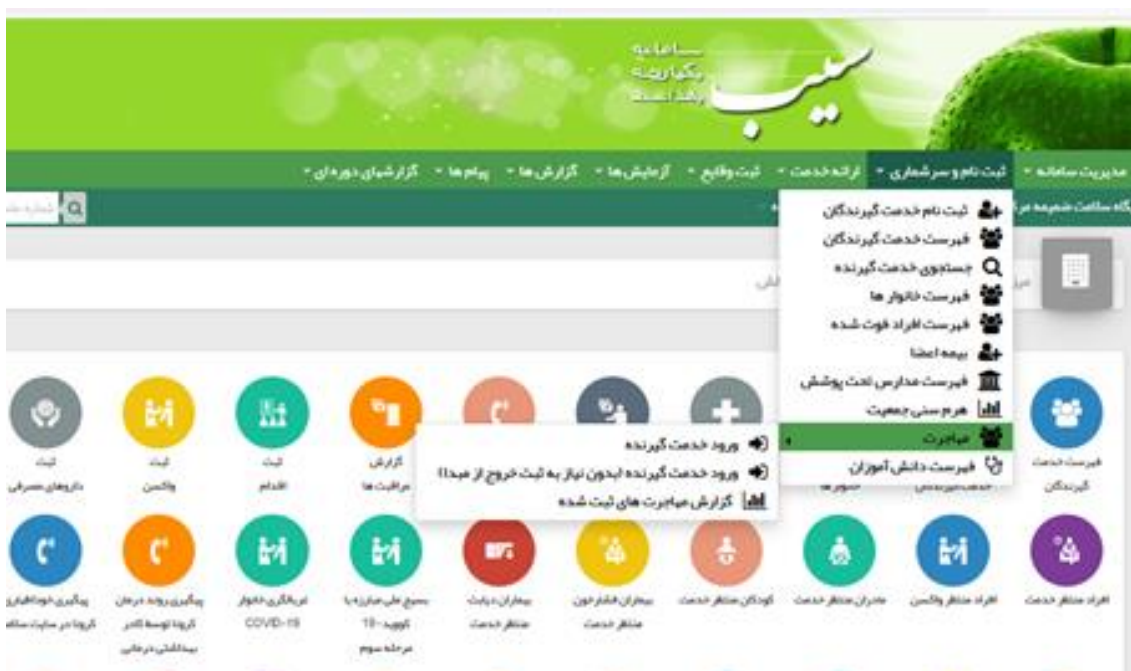 سامانه
یکپارچه
بهداشت
سیب
مدیریت سامانه
ثبت نام و سرشماری
ارائه خدمت
ثبت وقایع
آزمایش ها
گزارش ها
پیام ها
گزارشهای دوره ای
ثبت نام خدمت گیرندگان
فهرست خدمت گیرندگان
جستجوی خدمت گیرنده
فهرست خانوار ها
فهرست افراد فوت شده
بیمه اعضا
فهرست مدارس تحت پوشش
هرم سنی جمعیت
مهاجرت
فهرست دانش آموزان
ورود خدمت گیرنده
ورود خدمت گیرنده (بدون نیاز به ثبت خروج از مبدا)
گزارش مهاجرت های ثبت شده
فهرست خدمت
گیرندگان
گزارش
مراقبت ها
ثبت
اقدام
ثبت
واکسن
ثبت
داروهای مصرفی
افراد منتظر خدمت
افراد منتظر واکسن
مادران منتظر خدمت
کودکان منتظر خدمت
بیماران فشارخون
منتظر خدمت
بیماران دیابت
منتظر خدمت
بسیج ملی مبارزه با
کووید-19
مرحله سوم
غربالگری خانوار
COVID-19
پیگیری روند درمان
کرونا توسط کادر
بهداشتی درمانی